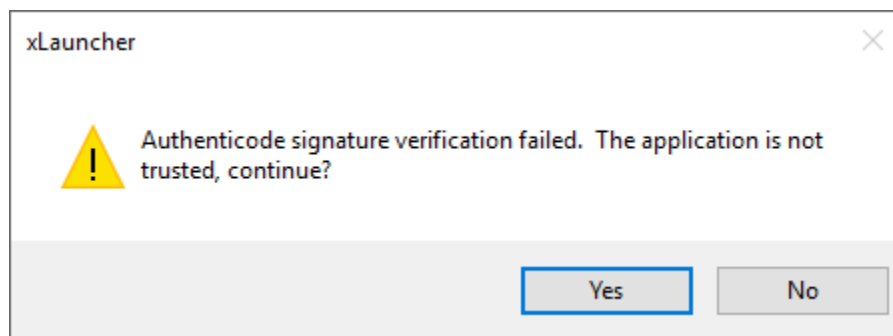 xLauncher
Authenticode signature verification failed.  The application is not
trusted, continue?
Yes
No